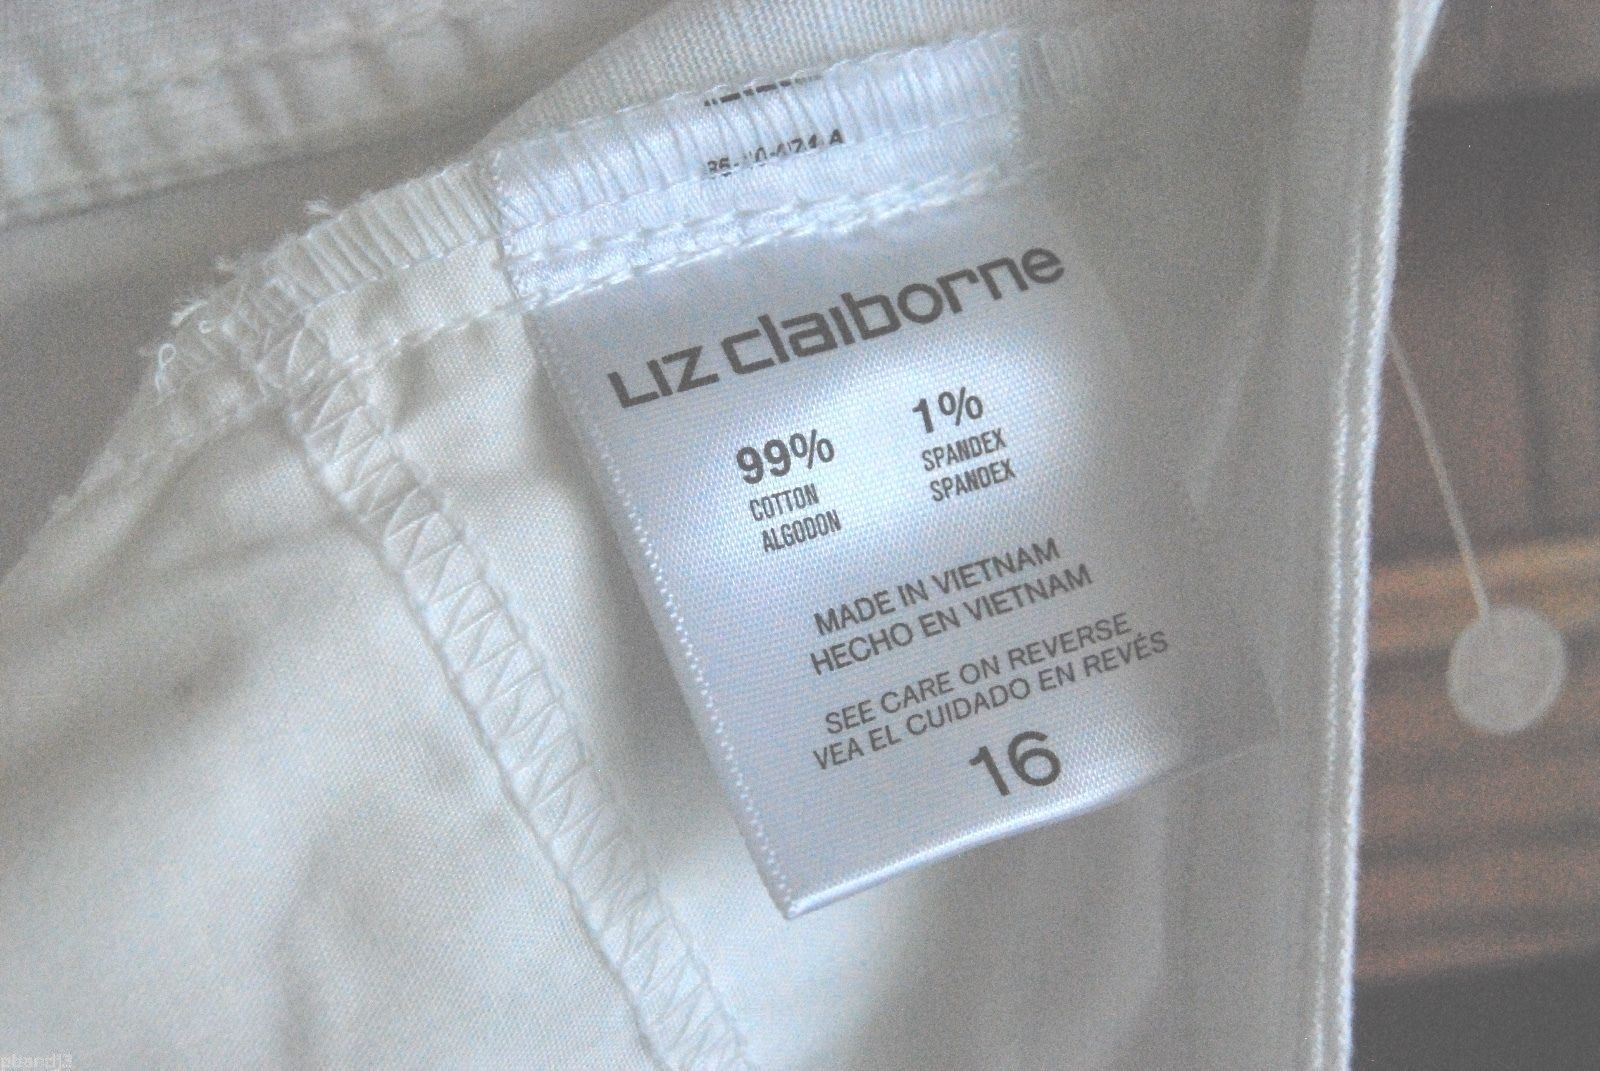 LIZ claiborne
99% 1%
COTTON SPANDEX
ALGODON SPANDEX
MADE IN VIETNAM
HECHO EN VIETNAM
SEE CARE ON REVERSE
VEA EL CUIDADO EN REVÉS
16